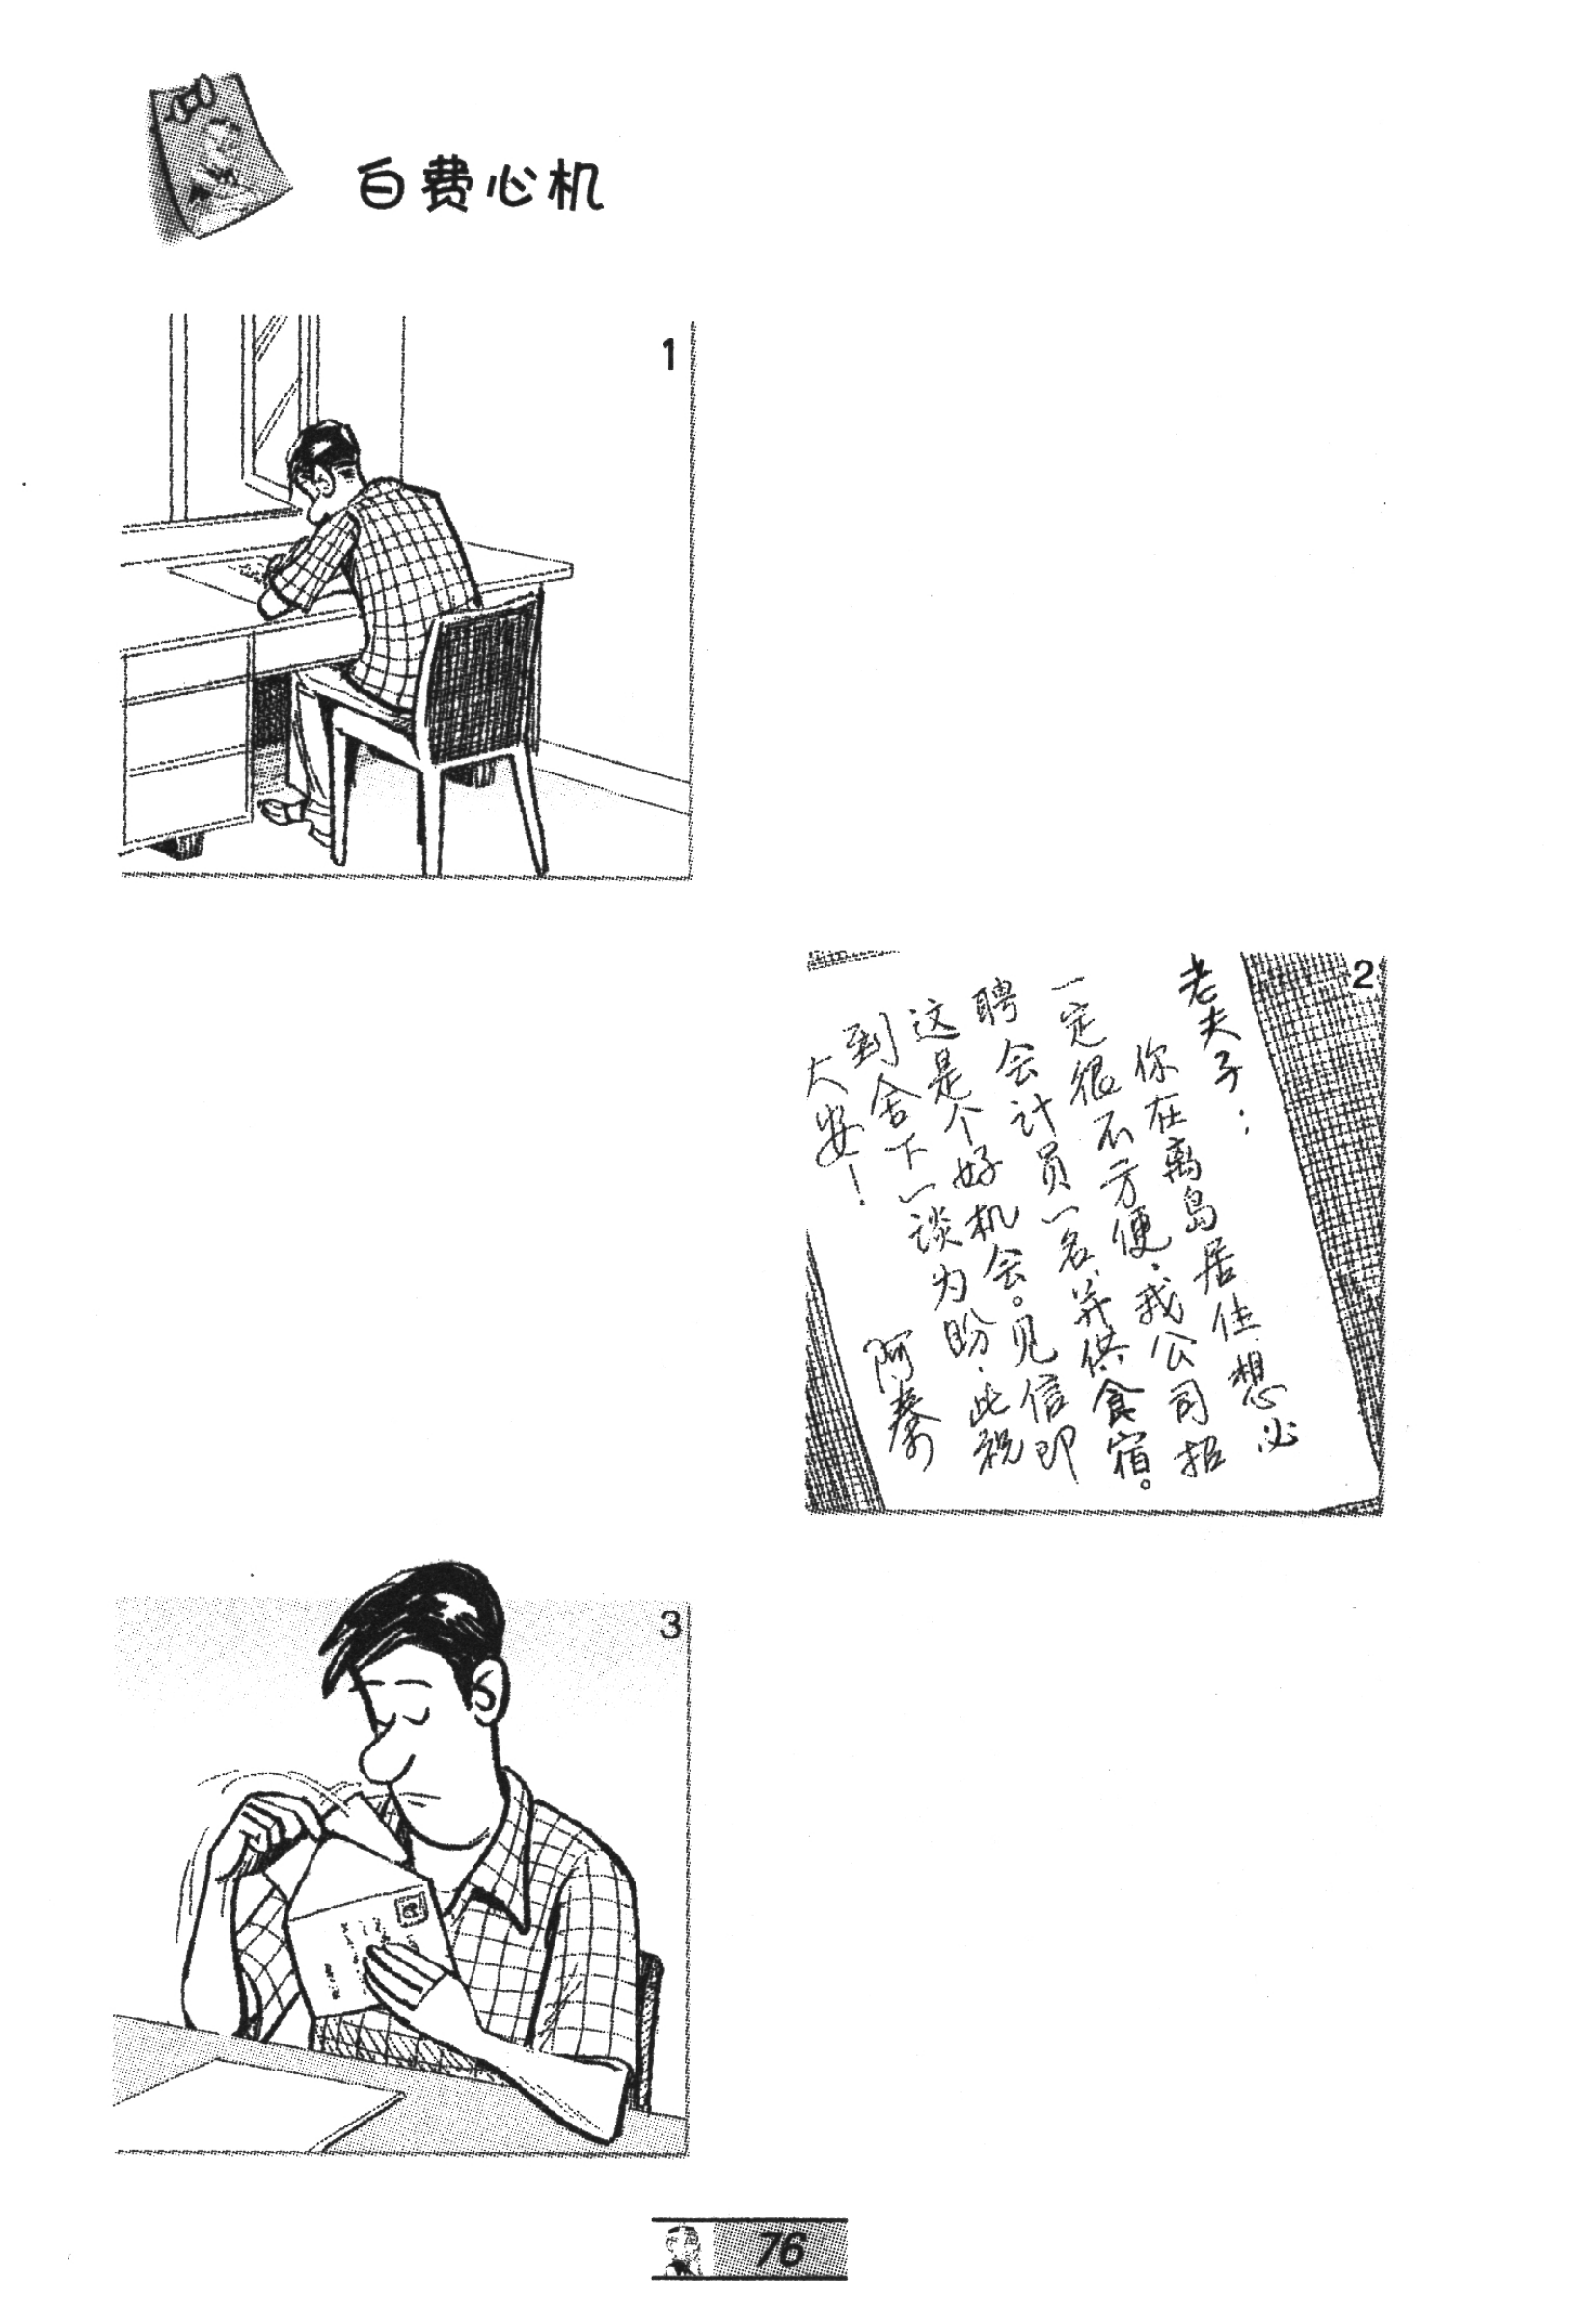 白费心机
1
2
老夫子：
你在离岛居住，想必
一定很不方便，我公司招
聘会计员一名，并供食宿。
这是个好机会。见信即
到舍下一谈为盼，此祝
大安！
阿秦
3
76